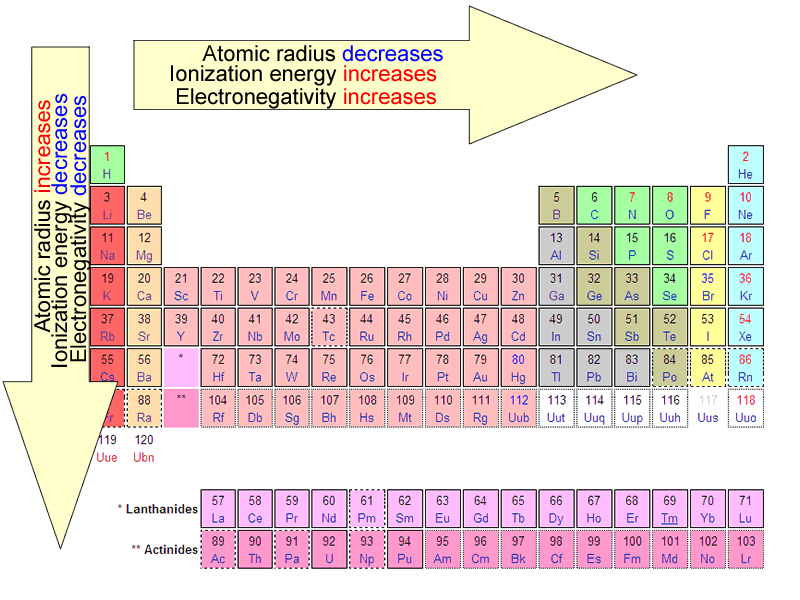 Atomic radius decreases
Ionization energy increases
Electronegativity increases
Atomic radius increases
Ionization energy decreases
Electronegativity decreases
1 2
H He
3 4 5 6 7 8 9 10
Li Be B C N O F Ne
11 12 13 14 15 16 17 18
Na Mg Al Si P S Cl Ar
19 20 21 22 23 24 25 26 27 28 29 30 31 32 33 34 35 36
K Ca Sc Ti V Cr Mn Fe Co Ni Cu Zn Ga Ge As Se Br Kr
37 38 39 40 41 42 43 44 45 46 47 48 49 50 51 52 53 54
Rb Sr Y Zr Nb Mo Tc Ru Rh Pd Ag Cd In Sn Sb Te I Xe
55 56 * 72 73 74 75 76 77 78 79 80 81 82 83 84 85 86
Cs Ba Hf Ta W Re Os Ir Pt Au Hg Tl Pb Bi Po At Rn
88 ** 104 105 106 107 108 109 110 111 112 113 114 115 116 117 118
Ra Rf Db Sg Bh Hs Mt Ds Rg Uub Uut Uuq Uup Uuh Uus Uuo
119 120
Uue Ubn
57 58 59 60 61 62 63 64 65 66 67 68 69 70 71
* Lanthanides La Ce Pr Nd Pm Sm Eu Gd Tb Dy Ho Er Tm Yb Lu
89 90 91 92 93 94 95 96 97 98 99 100 101 102 103
** Actinides Ac Th Pa U Np Pu Am Cm Bk Cf Es Fm Md No Lr